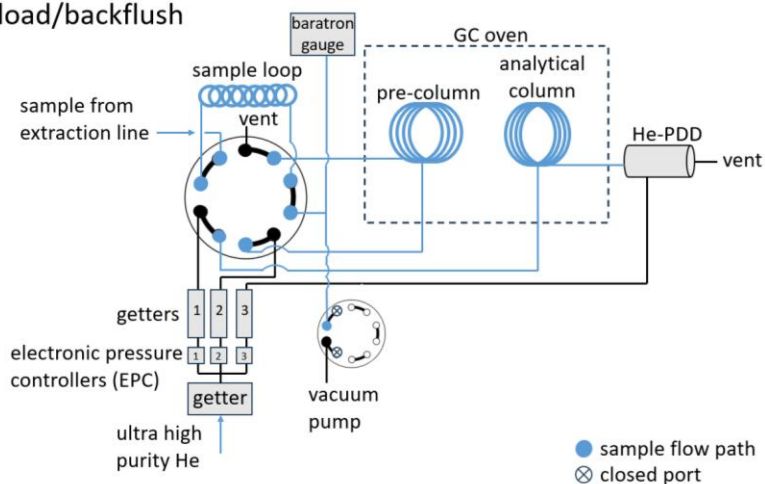 load/backflush
baratron
gauge
GC oven
sample loop
analytical
column
pre-column
sample from
extraction line
vent
He-PDD
vent
getters
1 2 3
electronic pressure
controllers (EPC)
1 2 3
getter
vacuum
pump
ultra high
purity He
sample flow path
closed port